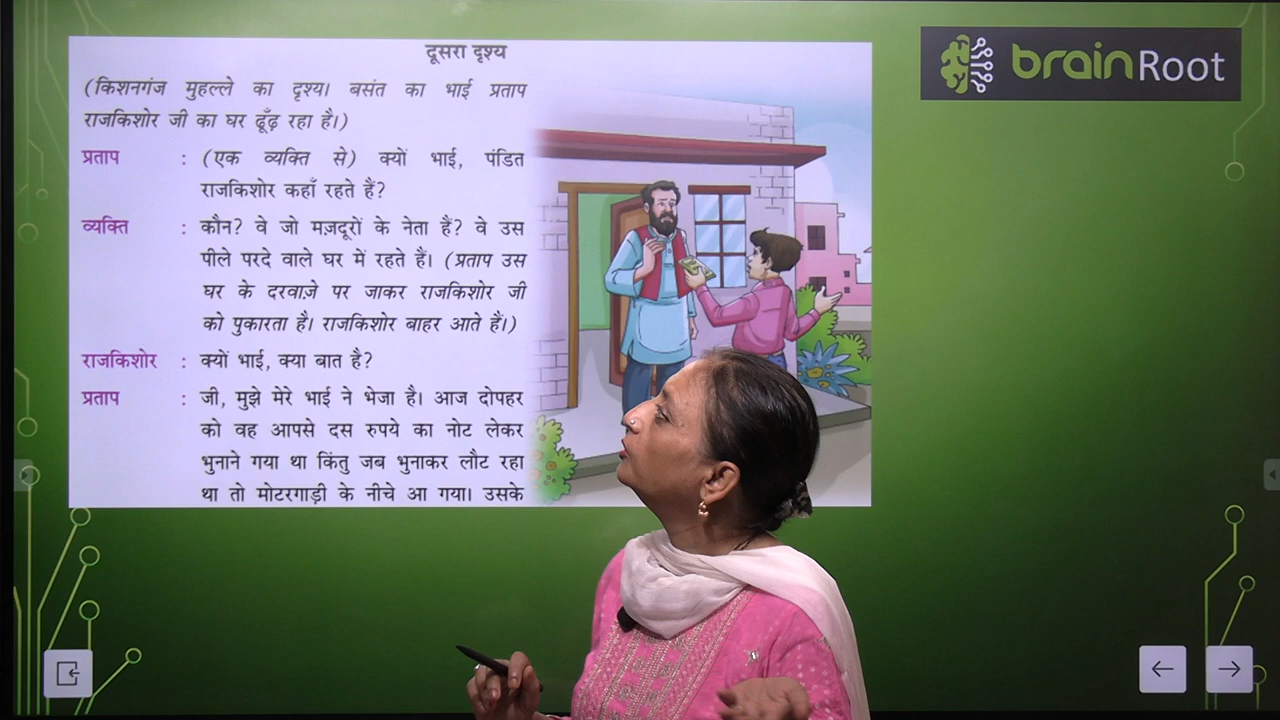 दूसरा दृश्य
(किशनगंज मुहल्ले का दृश्य। बसंत का भाई प्रताप
राजकिशोर जी का घर ढूँढ़ रहा है।)
प्रताप : (एक व्यक्ति से) क्यों भाई, पंडित
राजकिशोर कहाँ रहते हैं?
व्यक्ति : कौन? वे जो मज़दूरों के नेता हैं? वे उस
पीले परदे वाले घर में रहते हैं। (प्रताप उस
घर के दरवाज़े पर जाकर राजकिशोर जी
को पुकारता है। राजकिशोर बाहर आते हैं।)
राजकिशोर : क्यों भाई, क्या बात है?
प्रताप : जी, मुझे मेरे भाई ने भेजा है। आज दोपहर
को वह आपसे दस रुपये का नोट लेकर
भुनाने गया था किंतु जब भुनाकर लौट रहा
था तो मोटरगाड़ी के नीचे आ गया। उसके
brainRoot